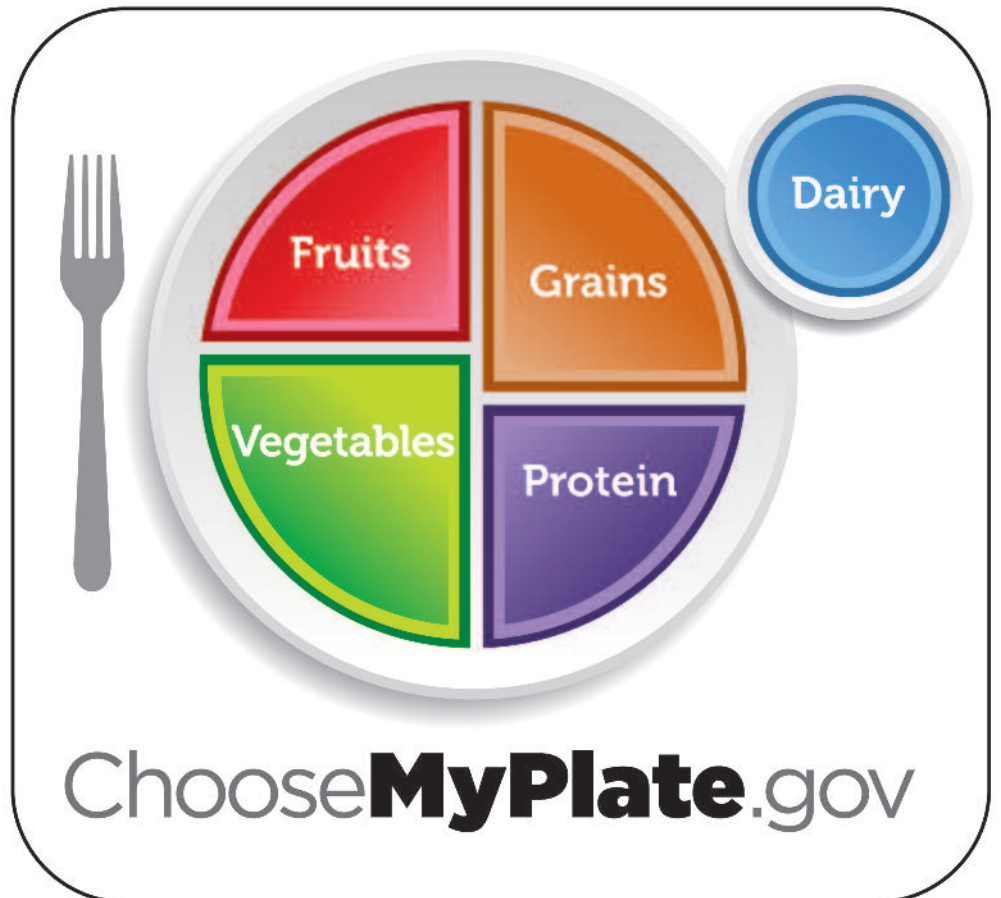 Fruits
Grains
Dairy
Vegetables
Protein
ChooseMyPlate.gov